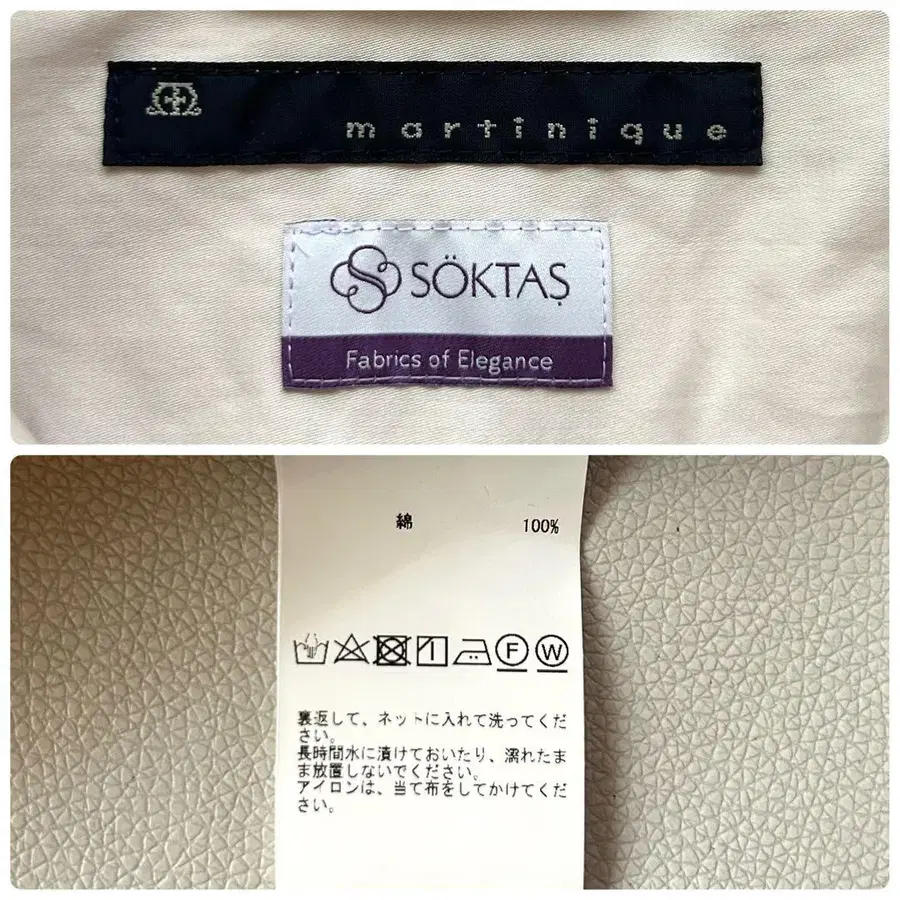 martinique
SÖKTAŞ
Fabrics of Elegance
綿 100%
F W
裏返して、ネットに入れて洗ってくだ
さい。
長時間水に漬けておいたり、濡れたま
ま放置しないでください。
アイロンは、当て布をしてかけてくだ
さい。